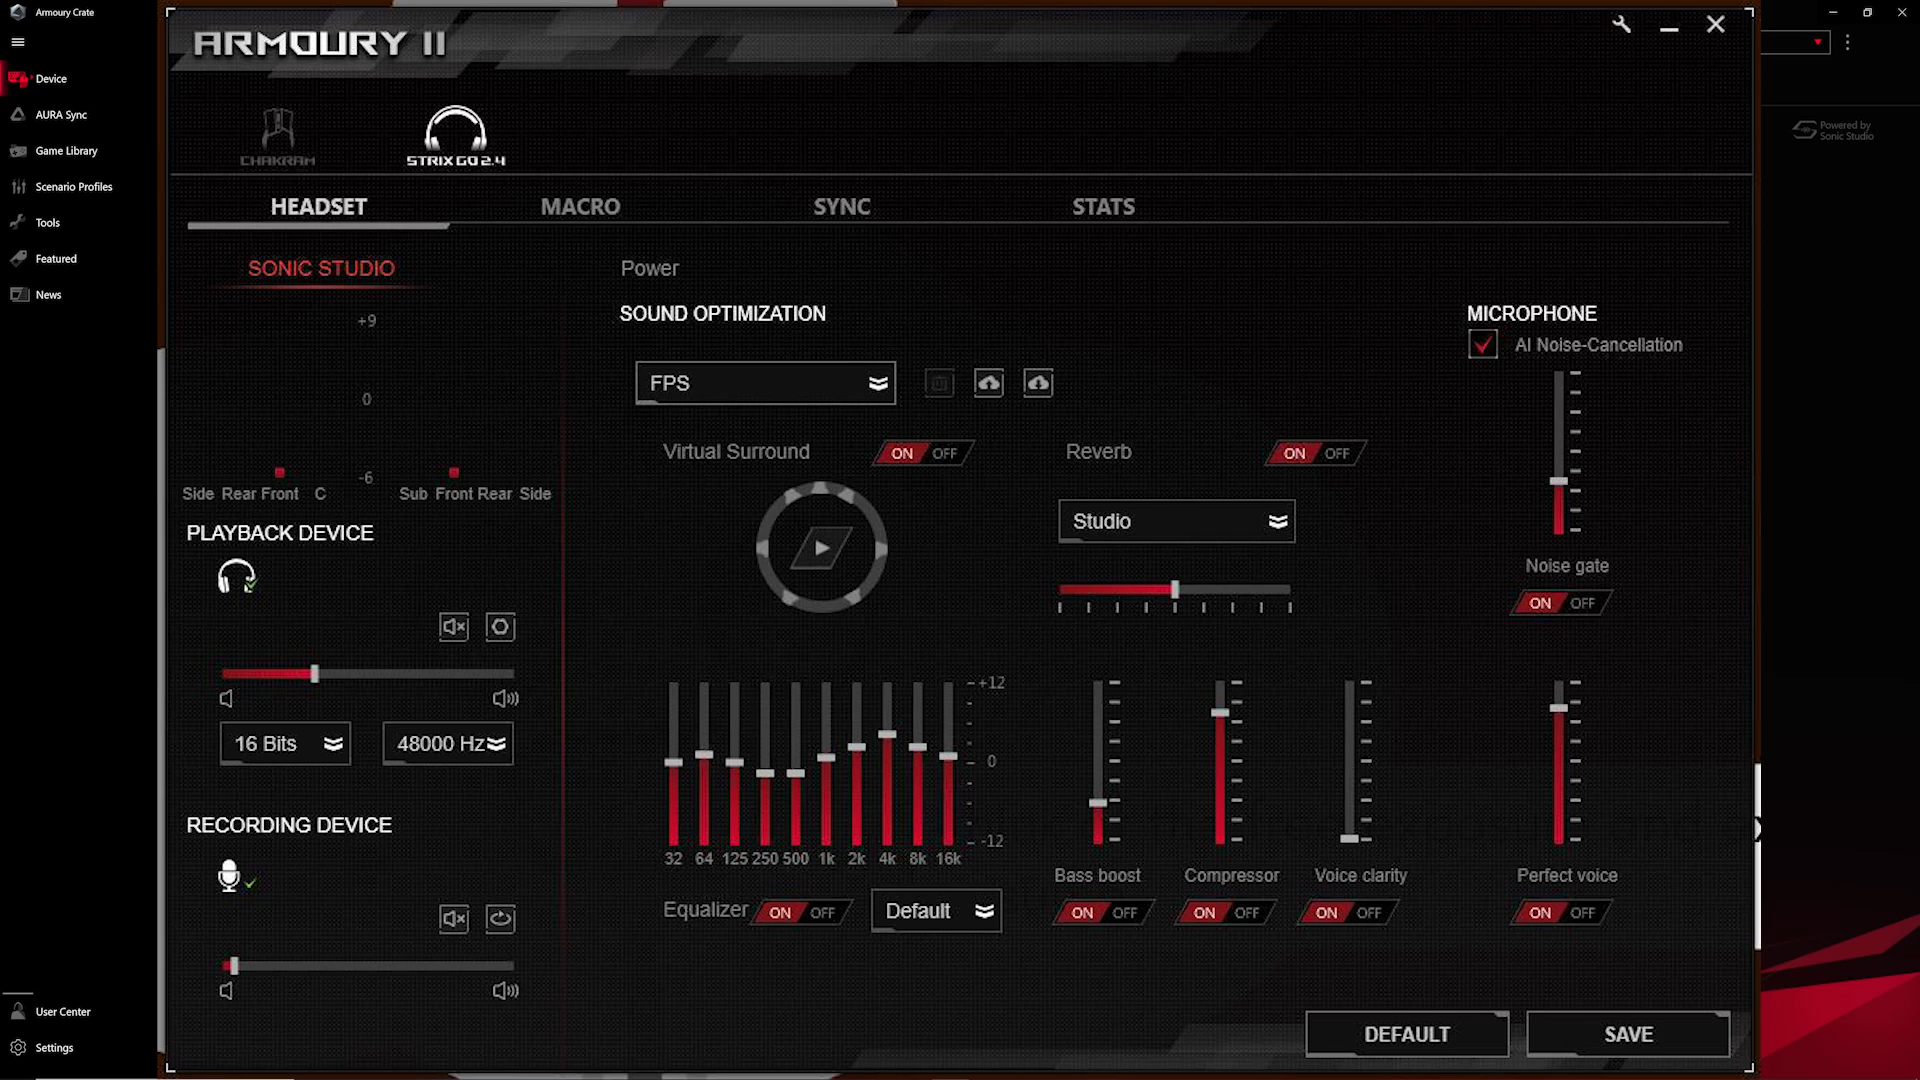 Armoury Crate
Device
AURA Sync
Game Library
Scenario Profiles
Tools
Featured
News
User Center
Settings
ARMOURY II
CHAKRAM
STRIX GO 2.4
HEADSET
MACRO
SYNC
STATS
SONIC STUDIO
Power
+9
0
-6
Side Rear Front C
Sub Front Rear Side
PLAYBACK DEVICE
16 Bits
48000 Hz
RECORDING DEVICE
SOUND OPTIMIZATION
FPS
Virtual Surround
ON OFF
Reverb
ON OFF
Studio
+12
0
-12
32 64 125 250 500 1k 2k 4k 8k 16k
Equalizer
ON OFF
Default
Bass boost
ON OFF
Compressor
ON OFF
Voice clarity
ON OFF
MICROPHONE
AI Noise-Cancellation
Noise gate
ON OFF
Perfect voice
ON OFF
DEFAULT
SAVE
Powered by
Sonic Studio